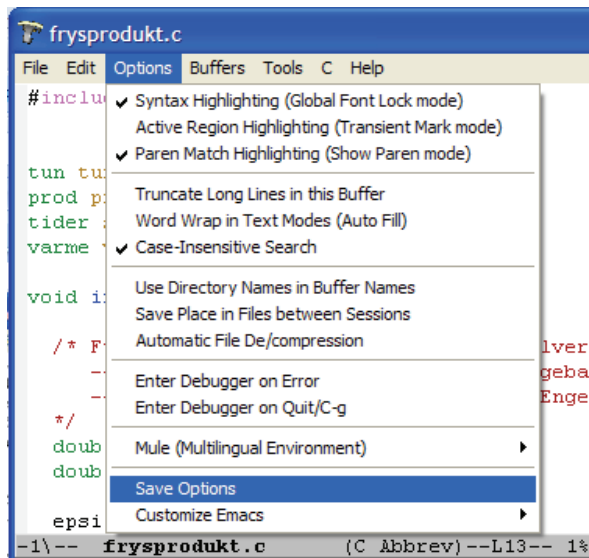 frysprodukt.c
File Edit Options Buffers Tools C Help
#inclu
Syntax Highlighting (Global Font Lock mode)
Active Region Highlighting (Transient Mark mode)
Paren Match Highlighting (Show Paren mode)
tun tu
prod p
Truncate Long Lines in this Buffer
tider
Word Wrap in Text Modes (Auto Fill)
varme
Case-Insensitive Search
Use Directory Names in Buffer Names
void i
Save Place in Files between Sessions
/* F
Automatic File De/compression
lver
-- geba
Enter Debugger on Error
-- Enge
Enter Debugger on Quit/C-g
*/
doub
Mule (Multilingual Environment)
doub
Save Options
epsi
Customize Emacs
-1\-- frysprodukt.c (C Abbrev)--L13-- 1%